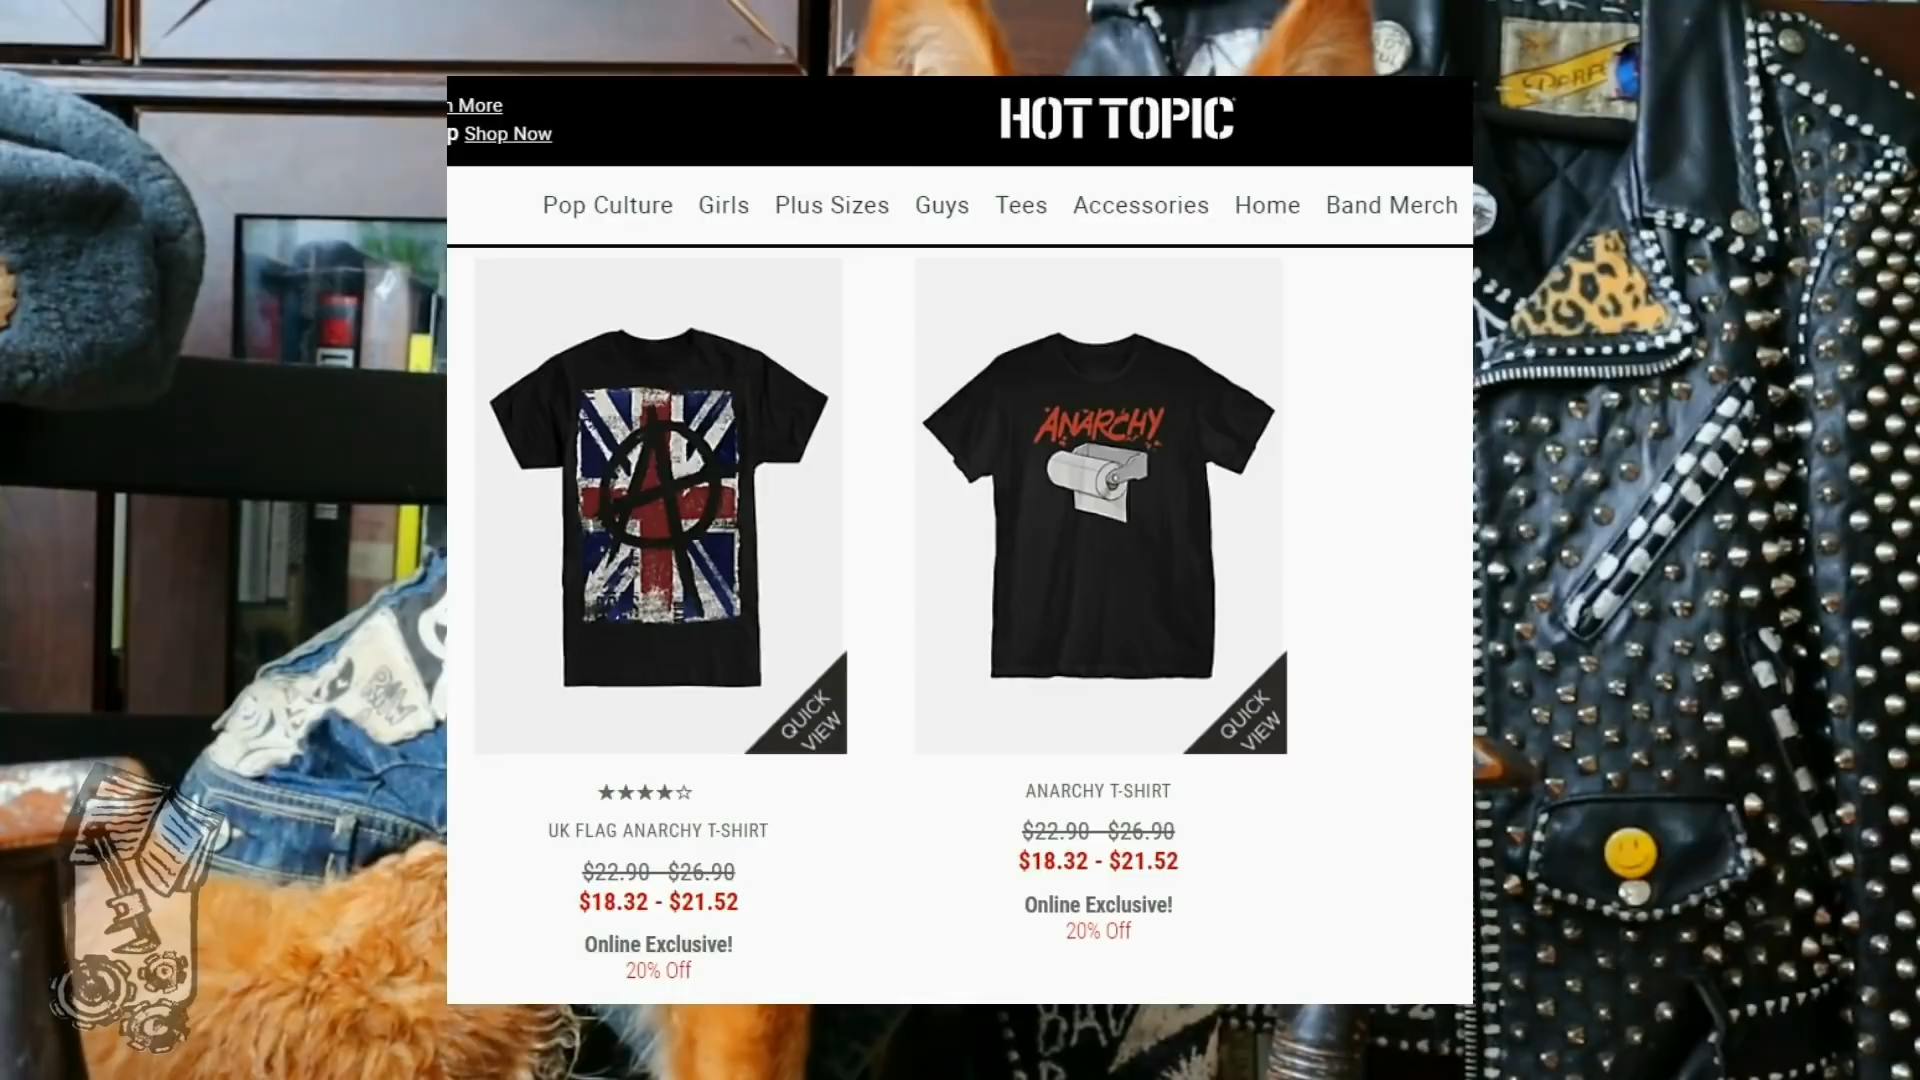 n More
p Shop Now
HOT TOPIC
Pop Culture Girls Plus Sizes Guys Tees Accessories Home Band Merch
ANARCHY
QUICK VIEW
QUICK VIEW
UK FLAG ANARCHY T-SHIRT
$22.90 - $26.90
$18.32 - $21.52
Online Exclusive!
20% Off
ANARCHY T-SHIRT
$22.90 - $26.90
$18.32 - $21.52
Online Exclusive!
20% Off